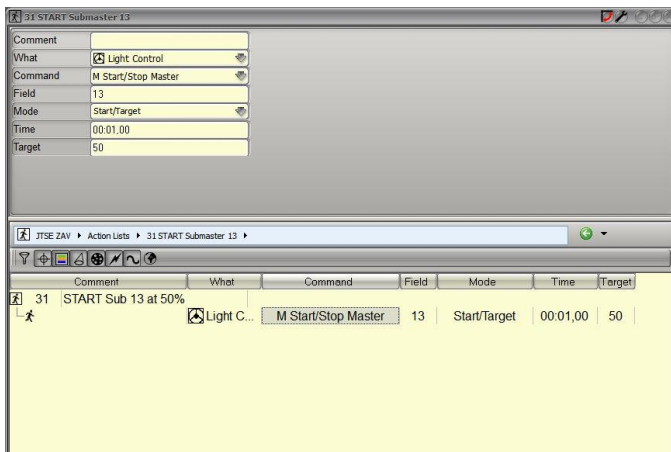 31 START Submaster 13
Comment
What Light Control
Command M Start/Stop Master
Field 13
Mode Start/Target
Time 00:01,00
Target 50
JTSE ZAV Action Lists 31 START Submaster 13
Comment What Command Field Mode Time Target
31 START Sub 13 at 50%
Light C... M Start/Stop Master 13 Start/Target 00:01,00 50